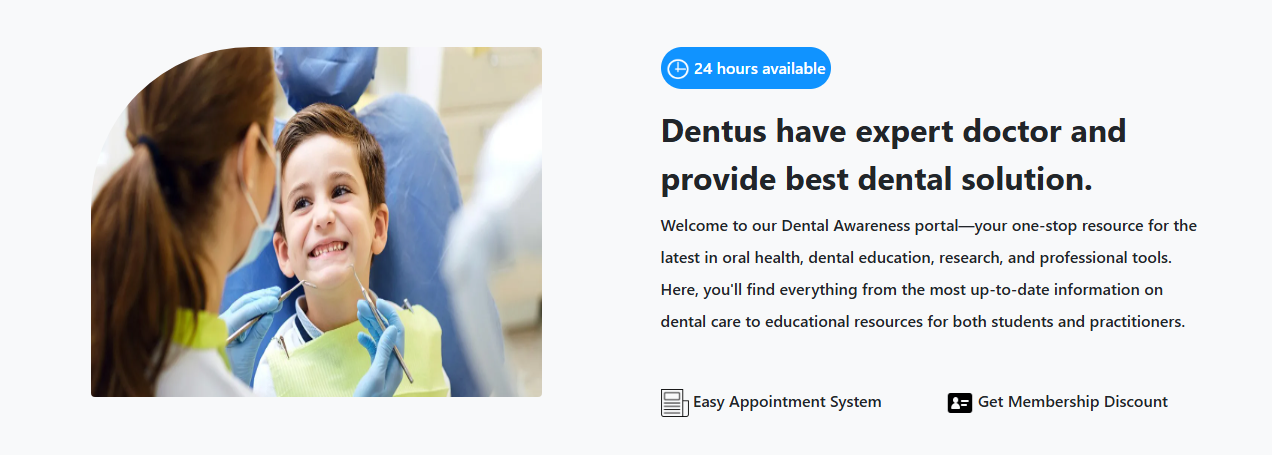 24 hours available
Dentus have expert doctor and
provide best dental solution.
Welcome to our Dental Awareness portal—your one-stop resource for the
latest in oral health, dental education, research, and professional tools.
Here, you'll find everything from the most up-to-date information on
dental care to educational resources for both students and practitioners.
Easy Appointment System
Get Membership Discount